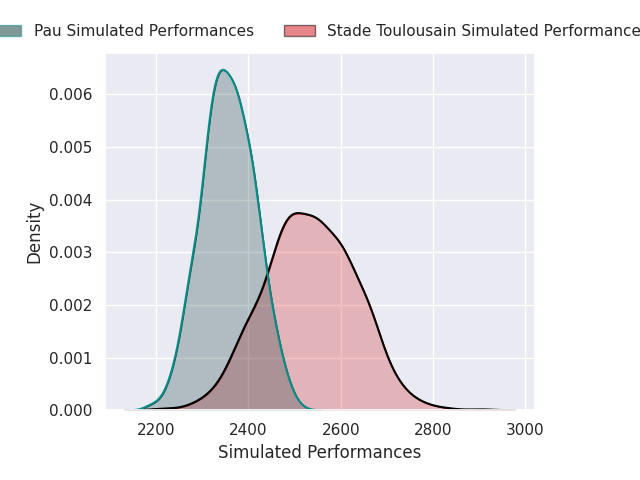 Pau Simulated Performances Stade Toulousain Simulated Performance
0.006
0.005
0.004
0.003
0.002
0.001
0.000
Density
2200 2400 2600 2800 3000
Simulated Performances